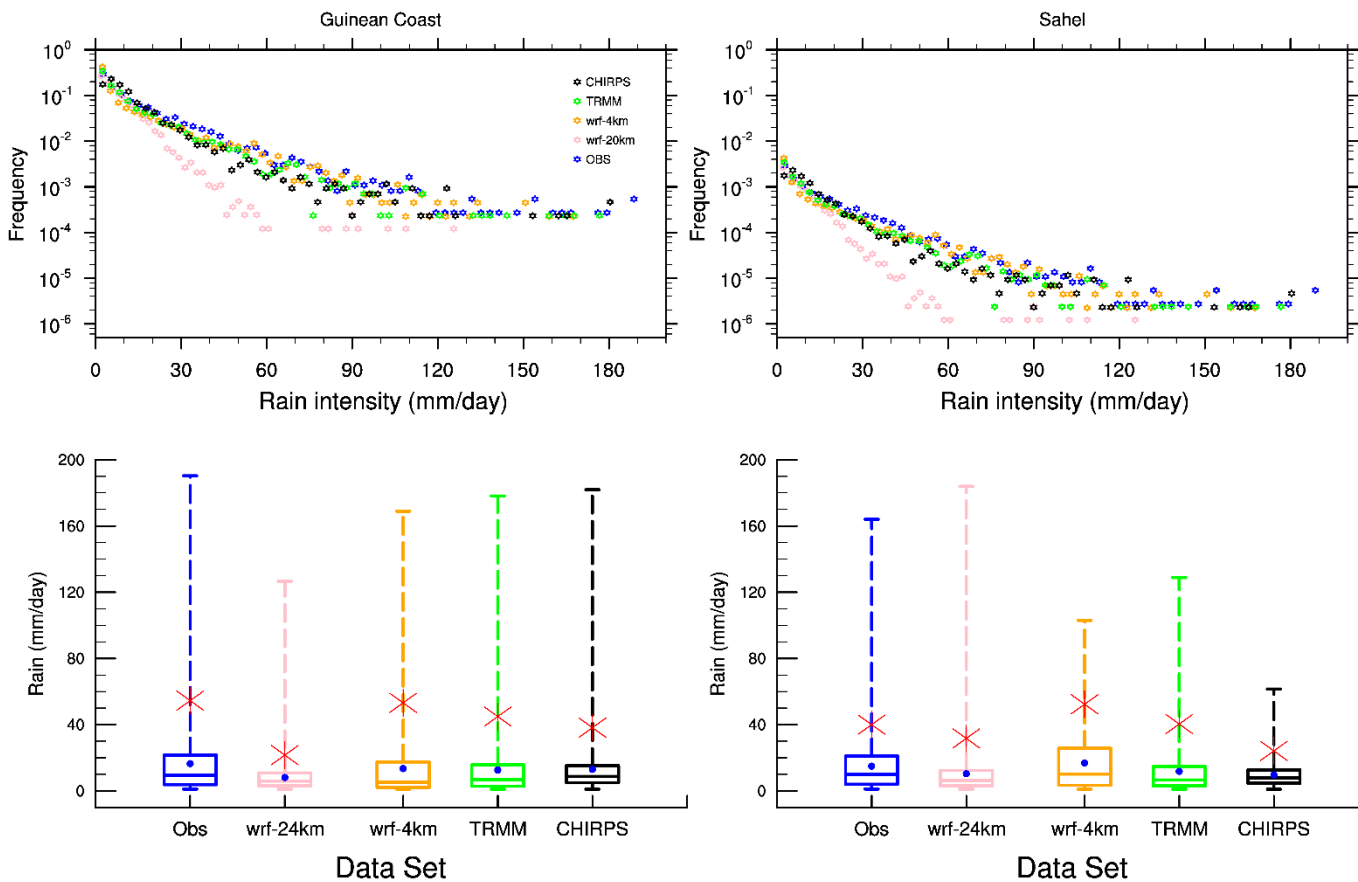 Guinean Coast
Sahel
10^0
10^-1
10^-2
10^-3
10^-4
10^-5
10^-6
Frequency
CHIRPS
TRMM
wrf-4km
wrf-20km
OBS
0 30 60 90 120 150 180
Rain intensity (mm/day)
10^0
10^-1
10^-2
10^-3
10^-4
10^-5
10^-6
Frequency
0 30 60 90 120 150 180
Rain intensity (mm/day)
200
160
120
80
40
0
Rain (mm/day)
Obs wrf-24km wrf-4km TRMM CHIRPS
Data Set
200
160
120
80
40
0
Rain (mm/day)
Obs wrf-24km wrf-4km TRMM CHIRPS
Data Set